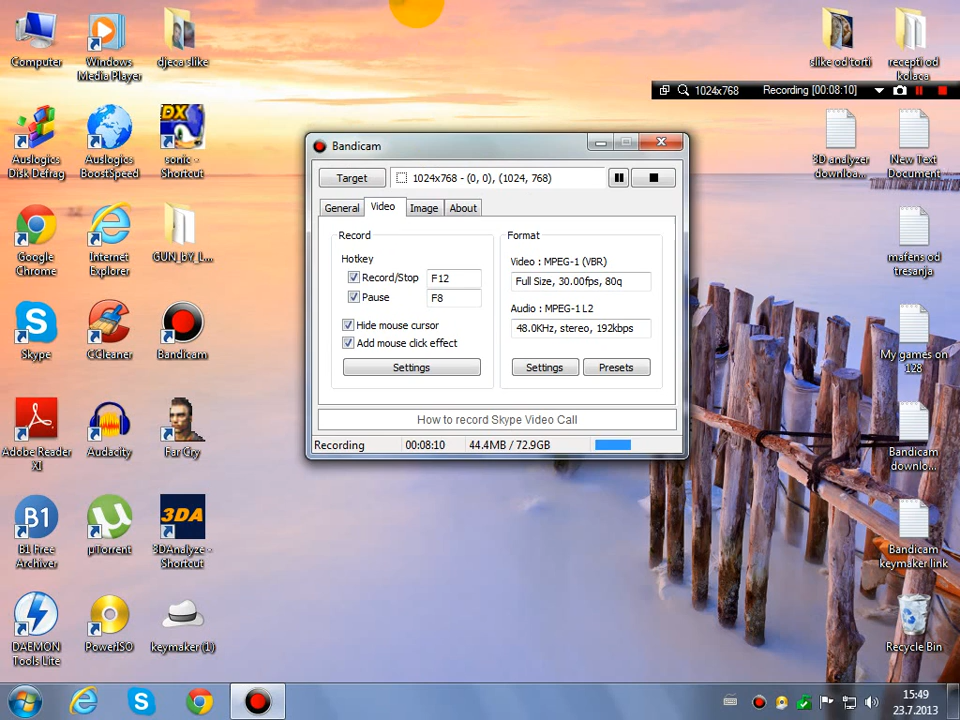 Computer
Windows
Media Player
djeca slike
slike od torti
recepti od
kolaca
1024x768
Recording [00:08:10]
Auslogics
Disk Defrag
Auslogics
BoostSpeed
DX
sonic -
Shortcut
3D analyzer
downloa...
New Text
Document
Bandicam
Target
1024x768 - (0, 0), (1024, 768)
General
Video
Image
About
Record
Hotkey
Record/Stop
F12
Pause
F8
Hide mouse cursor
Add mouse click effect
Settings
Format
Video : MPEG-1 (VBR)
Full Size, 30.00fps, 80q
Audio : MPEG-1 L2
48.0KHz, stereo, 192kbps
Settings
Presets
How to record Skype Video Call
Recording
00:08:10
44.4MB / 72.9GB
Google
Chrome
Internet
Explorer
GUN_bY_L...
mafens od
tresanja
Skype
CCleaner
Bandicam
My games on
128
Adobe Reader
XI
Audacity
Far Cry
Bandicam
downlo...
B1
B1 Free
Archiver
µTorrent
3DA
3DAnalyze -
Shortcut
Bandicam
keymaker link
DAEMON
Tools Lite
PowerISO
keymaker (1)
Recycle Bin
15:49
23.7.2013